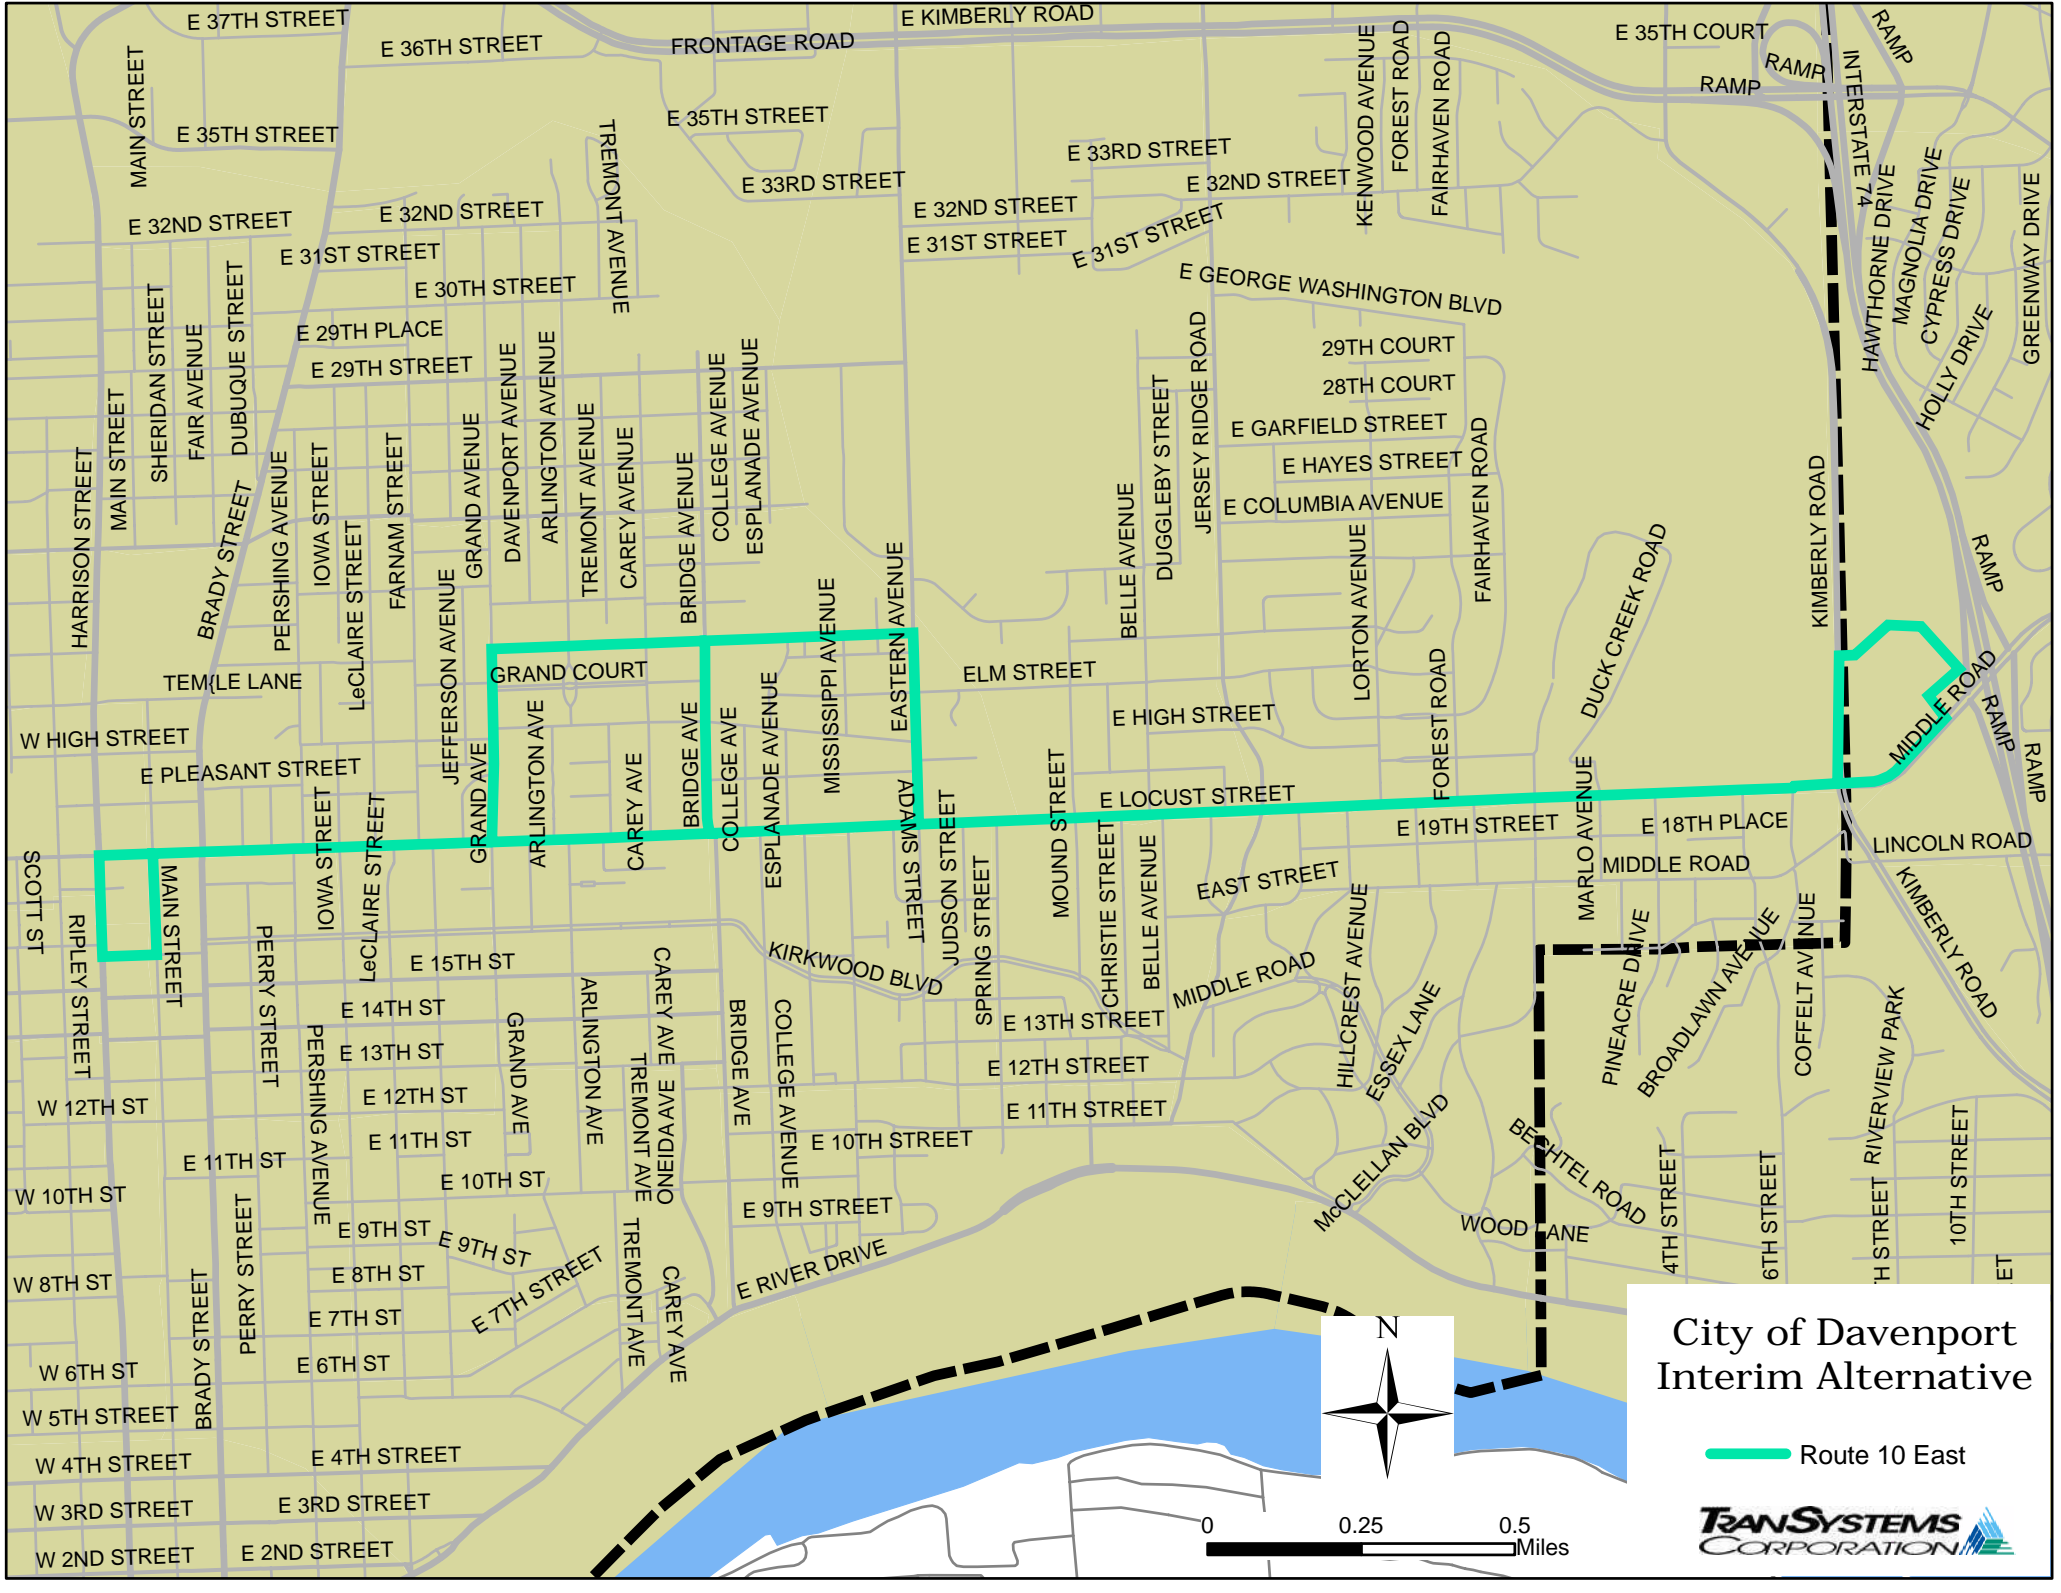 E 37TH STREET
E 36TH STREET
FRONTAGE ROAD
E KIMBERLY ROAD
E 35TH COURT
RAMP
RAMP
RAMP
INTERSTATE 74
MAIN STREET
E 35TH STREET
E 35TH STREET
TREMONT AVENUE
E 33RD STREET
E 33RD STREET
KENWOOD AVENUE
FOREST ROAD
FAIRHAVEN ROAD
E 32ND STREET
E 32ND STREET
E 32ND STREET
E 32ND STREET
E 31ST STREET
E 31ST STREET
E 31ST STREET
E 30TH STREET
E GEORGE WASHINGTON BLVD
HAWTHORNE DRIVE
MAGNOLIA DRIVE
CYPRESS DRIVE
HOLLY DRIVE
GREENWAY DRIVE
SHERIDAN STREET
FAIR AVENUE
DUBUQUE STREET
E 29TH PLACE
E 29TH STREET
29TH COURT
28TH COURT
E GARFIELD STREET
E HAYES STREET
E COLUMBIA AVENUE
HARRISON STREET
MAIN STREET
BRADY STREET
PERSHING AVENUE
IOWA STREET
LeCLAIRE STREET
FARNAM STREET
JEFFERSON AVENUE
GRAND AVENUE
DAVENPORT AVENUE
ARLINGTON AVENUE
TREMONT AVENUE
CAREY AVENUE
BRIDGE AVENUE
COLLEGE AVENUE
ESPLANADE AVENUE
MISSISSIPPI AVENUE
EASTERN AVENUE
BELLE AVENUE
DUGGLEBY STREET
JERSEY RIDGE ROAD
LORTON AVENUE
FAIRHAVEN ROAD
FOREST ROAD
DUCK CREEK ROAD
KIMBERLY ROAD
RAMP
RAMP
RAMP
MIDDLE ROAD
TEM{LE LANE
GRAND COURT
ELM STREET
W HIGH STREET
E HIGH STREET
E PLEASANT STREET
IOWA STREET
LeCLAIRE STREET
GRAND AVE
ARLINGTON AVE
CAREY AVE
BRIDGE AVE
COLLEGE AVE
ESPLANADE AVENUE
ADAMS STREET
JUDSON STREET
SPRING STREET
MOUND STREET
CHRISTIE STREET
BELLE AVENUE
E LOCUST STREET
E 19TH STREET
MARLO AVENUE
E 18TH PLACE
MIDDLE ROAD
LINCOLN ROAD
KIMBERLY ROAD
SCOTT ST
RIPLEY STREET
MAIN STREET
PERRY STREET
EAST STREET
HILLCREST AVENUE
ESSEX LANE
MIDDLE ROAD
KIRKWOOD BLVD
PINEACRE DRIVE
BROADLAWN AVENUE
COFFELT AVENUE
RIVERVIEW PARK
E 15TH ST
E 14TH ST
E 13TH ST
E 12TH ST
E 11TH ST
E 10TH ST
E 13TH STREET
E 12TH STREET
E 11TH STREET
E 10TH STREET
E 9TH STREET
PERSHING AVENUE
GRAND AVE
ARLINGTON AVE
CAREY AVE
TREMONT AVE
ONEIDA AVE
BRIDGE AVE
COLLEGE AVENUE
W 12TH ST
E 11TH ST
W 10TH ST
E 9TH ST
E 9TH ST
E 8TH ST
E 7TH ST
E 7TH STREET
W 8TH ST
PERRY STREET
BRADY STREET
TREMONT AVE
CAREY AVE
E RIVER DRIVE
McCLELLAN BLVD
BECHTEL ROAD
WOOD LANE
4TH STREET
6TH STREET
TH STREET
10TH STREET
ET
W 6TH ST
E 6TH ST
W 5TH STREET
W 4TH STREET
E 4TH STREET
W 3RD STREET
E 3RD STREET
W 2ND STREET
E 2ND STREET
N
0 0.25 0.5
Miles
City of Davenport
Interim Alternative
Route 10 East
TRANSYSTEMS
CORPORATION